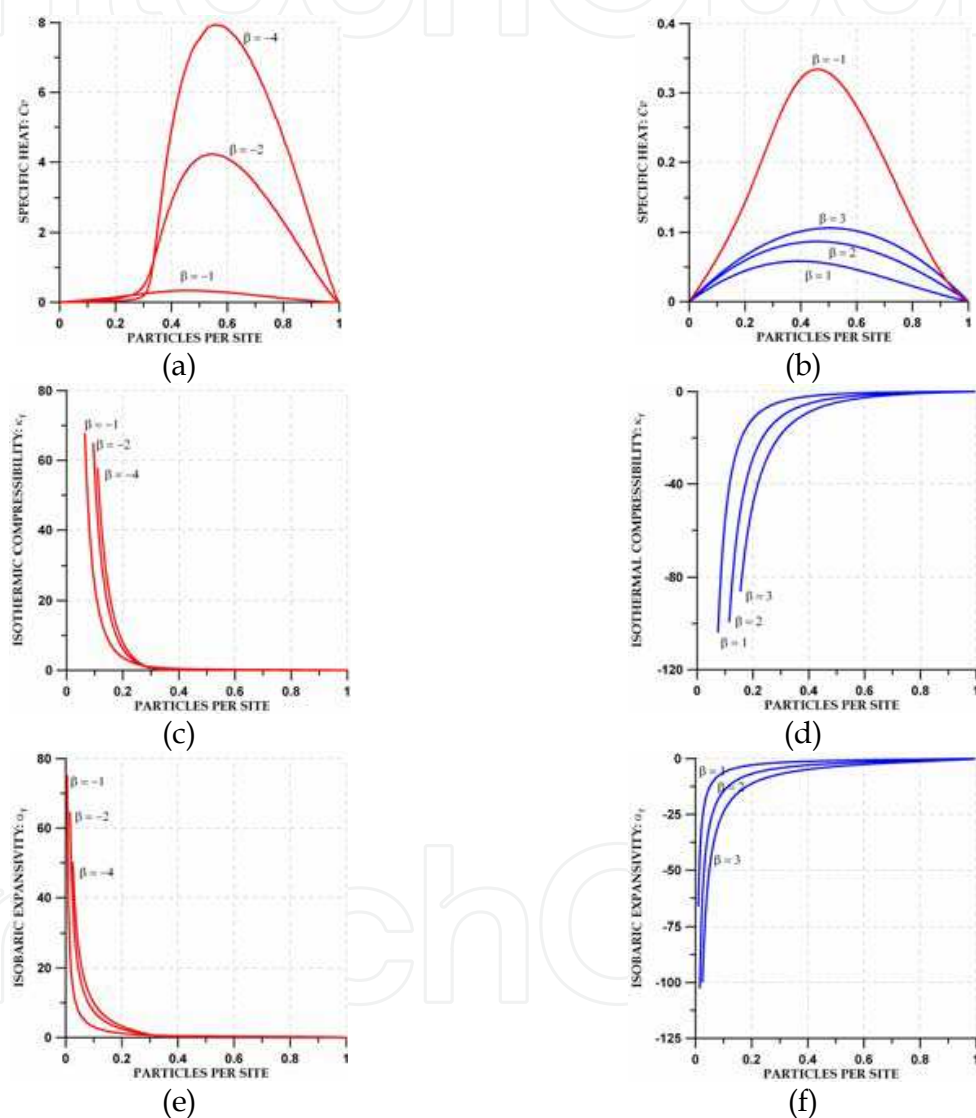 8
6
4
2
0
0 0.2 0.4 0.6 0.8 1
SPECIFIC HEAT: Cv
PARTICLES PER SITE
β = −4
β = −2
β = −1
(a)
0.4
0.3
0.2
0.1
0
0 0.2 0.4 0.6 0.8 1
SPECIFIC HEAT: Cv
PARTICLES PER SITE
β = −1
β = 3
β = 2
β = 1
(b)
80
60
40
20
0
0 0.2 0.4 0.6 0.8 1
ISOTHERMIC COMPRESSIBILITY: κT
PARTICLES PER SITE
β = −1
β = −2
β = −4
(c)
0
-40
-80
-120
0 0.2 0.4 0.6 0.8 1
ISOTHERMAL COMPRESSIBILITY: κT
PARTICLES PER SITE
β = 3
β = 2
β = 1
(d)
80
60
40
20
0
0 0.2 0.4 0.6 0.8 1
ISOBARIC EXPANSIVITY: αT
PARTICLES PER SITE
β = −1
β = −2
β = −4
(e)
0
-25
-50
-75
-100
-125
0 0.2 0.4 0.6 0.8 1
ISOBARIC EXPANSIVITY: αT
PARTICLES PER SITE
β = 1
β = 2
β = 3
(f)